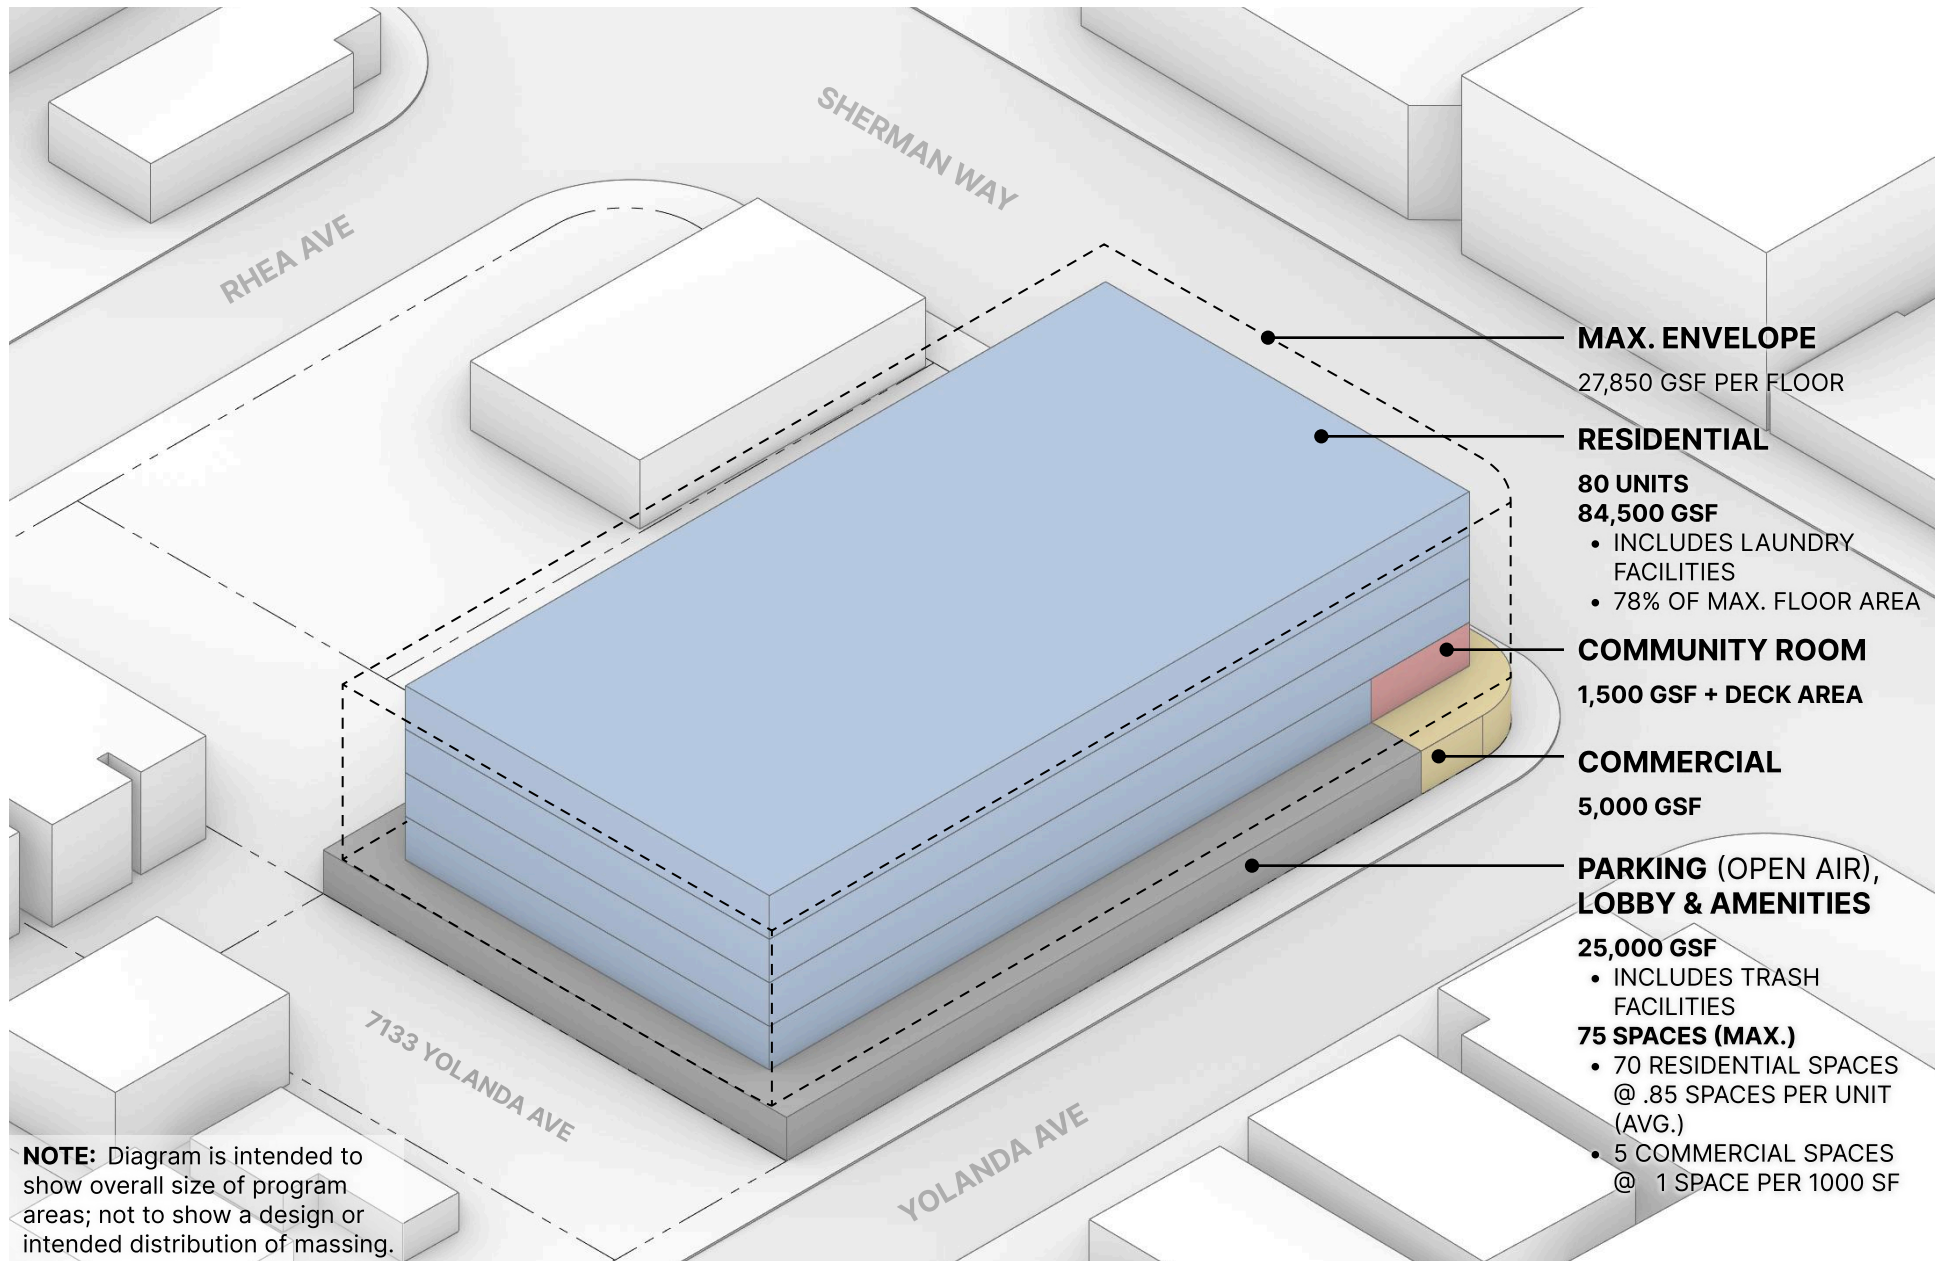 SHERMAN WAY
RHEA AVE
MAX. ENVELOPE
27,850 GSF PER FLOOR
RESIDENTIAL
80 UNITS
84,500 GSF
• INCLUDES LAUNDRY
FACILITIES
• 78% OF MAX. FLOOR AREA
COMMUNITY ROOM
1,500 GSF + DECK AREA
COMMERCIAL
5,000 GSF
PARKING (OPEN AIR),
LOBBY & AMENITIES
25,000 GSF
• INCLUDES TRASH
FACILITIES
75 SPACES (MAX.)
• 70 RESIDENTIAL SPACES
@ .85 SPACES PER UNIT
(AVG.)
• 5 COMMERCIAL SPACES
@ 1 SPACE PER 1000 SF
7133 YOLANDA AVE
YOLANDA AVE
NOTE: Diagram is intended to
show overall size of program
areas; not to show a design or
intended distribution of massing.